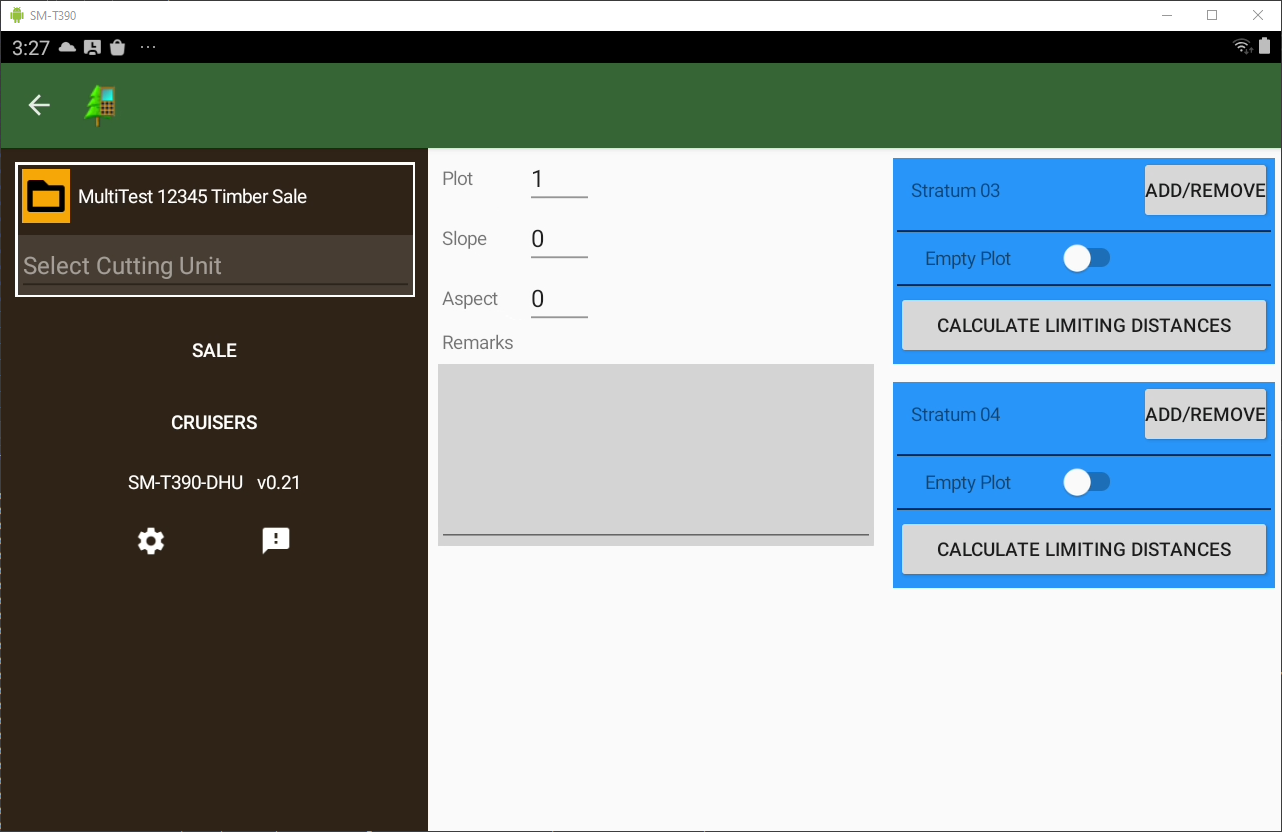 SM-T390
3:27
MultiTest 12345 Timber Sale
Select Cutting Unit
SALE
CRUISERS
SM-T390-DHU v0.21
Plot 1
Slope 0
Aspect 0
Remarks
Stratum 03 ADD/REMOVE
Empty Plot
CALCULATE LIMITING DISTANCES
Stratum 04 ADD/REMOVE
Empty Plot
CALCULATE LIMITING DISTANCES